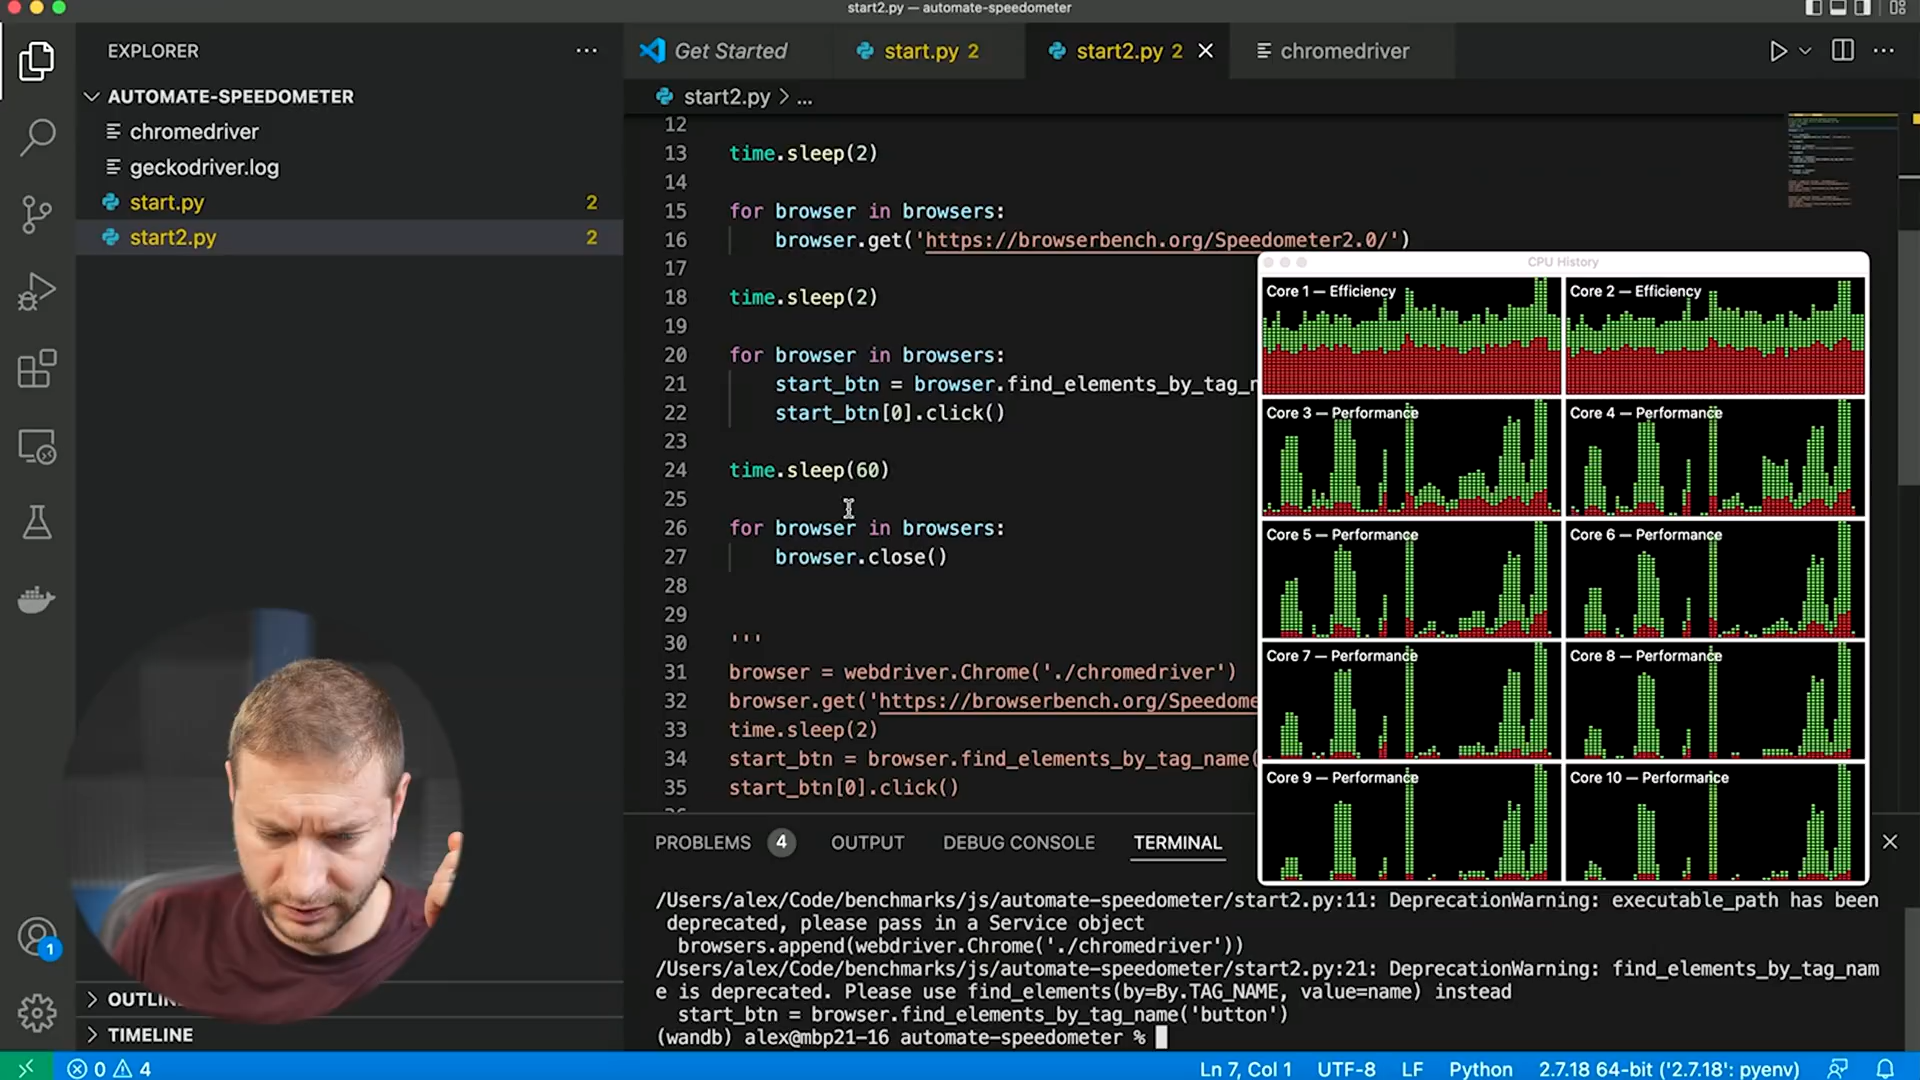 start2.py — automate-speedometer
EXPLORER
AUTOMATE-SPEEDOMETER
chromedriver
geckodriver.log
start.py 2
start2.py 2
OUTLIN
TIMELINE
Get Started
start.py 2
start2.py 2
chromedriver
start2.py > ...
12
13 time.sleep(2)
14
15 for browser in browsers:
16 browser.get('https://browserbench.org/Speedometer2.0/')
17
18 time.sleep(2)
19
20 for browser in browsers:
21 start_btn = browser.find_elements_by_tag_n
22 start_btn[0].click()
23
24 time.sleep(60)
25
26 for browser in browsers:
27 browser.close()
28
29
30 '''
31 browser = webdriver.Chrome('./chromedriver')
32 browser.get('https://browserbench.org/Speedome
33 time.sleep(2)
34 start_btn = browser.find_elements_by_tag_name(
35 start_btn[0].click()
CPU History
Core 1 — Efficiency
Core 2 — Efficiency
Core 3 — Performance
Core 4 — Performance
Core 5 — Performance
Core 6 — Performance
Core 7 — Performance
Core 8 — Performance
Core 9 — Performance
Core 10 — Performance
PROBLEMS 4 OUTPUT DEBUG CONSOLE TERMINAL
/Users/alex/Code/benchmarks/js/automate-speedometer/start2.py:11: DeprecationWarning: executable_path has been
deprecated, please pass in a Service object
browsers.append(webdriver.Chrome('./chromedriver'))
/Users/alex/Code/benchmarks/js/automate-speedometer/start2.py:21: DeprecationWarning: find_elements_by_tag_nam
e is deprecated. Please use find_elements(by=By.TAG_NAME, value=name) instead
start_btn = browser.find_elements_by_tag_name('button')
(wandb) alex@mbp21-16 automate-speedometer %
1
0 4
Ln 7, Col 1 UTF-8 LF Python 2.7.18 64-bit ('2.7.18': pyenv)